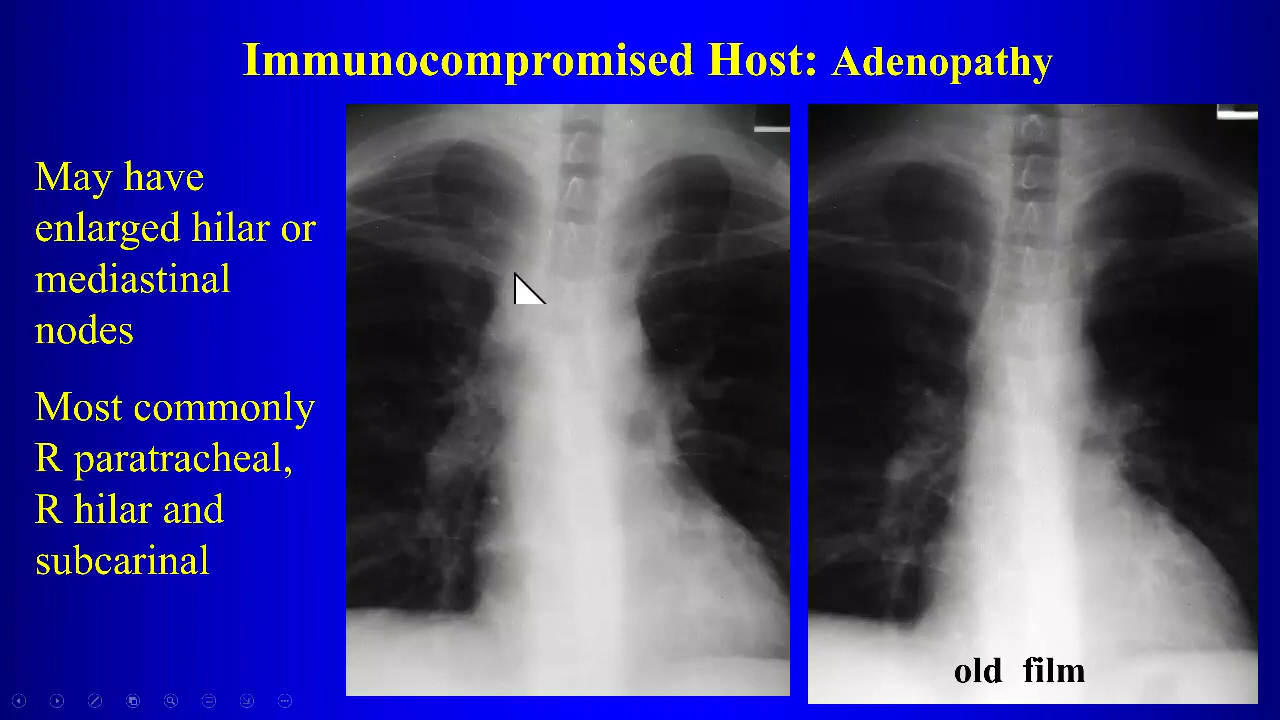 Immunocompromised Host: Adenopathy
May have
enlarged hilar or
mediastinal
nodes
Most commonly
R paratracheal,
R hilar and
subcarinal
old film